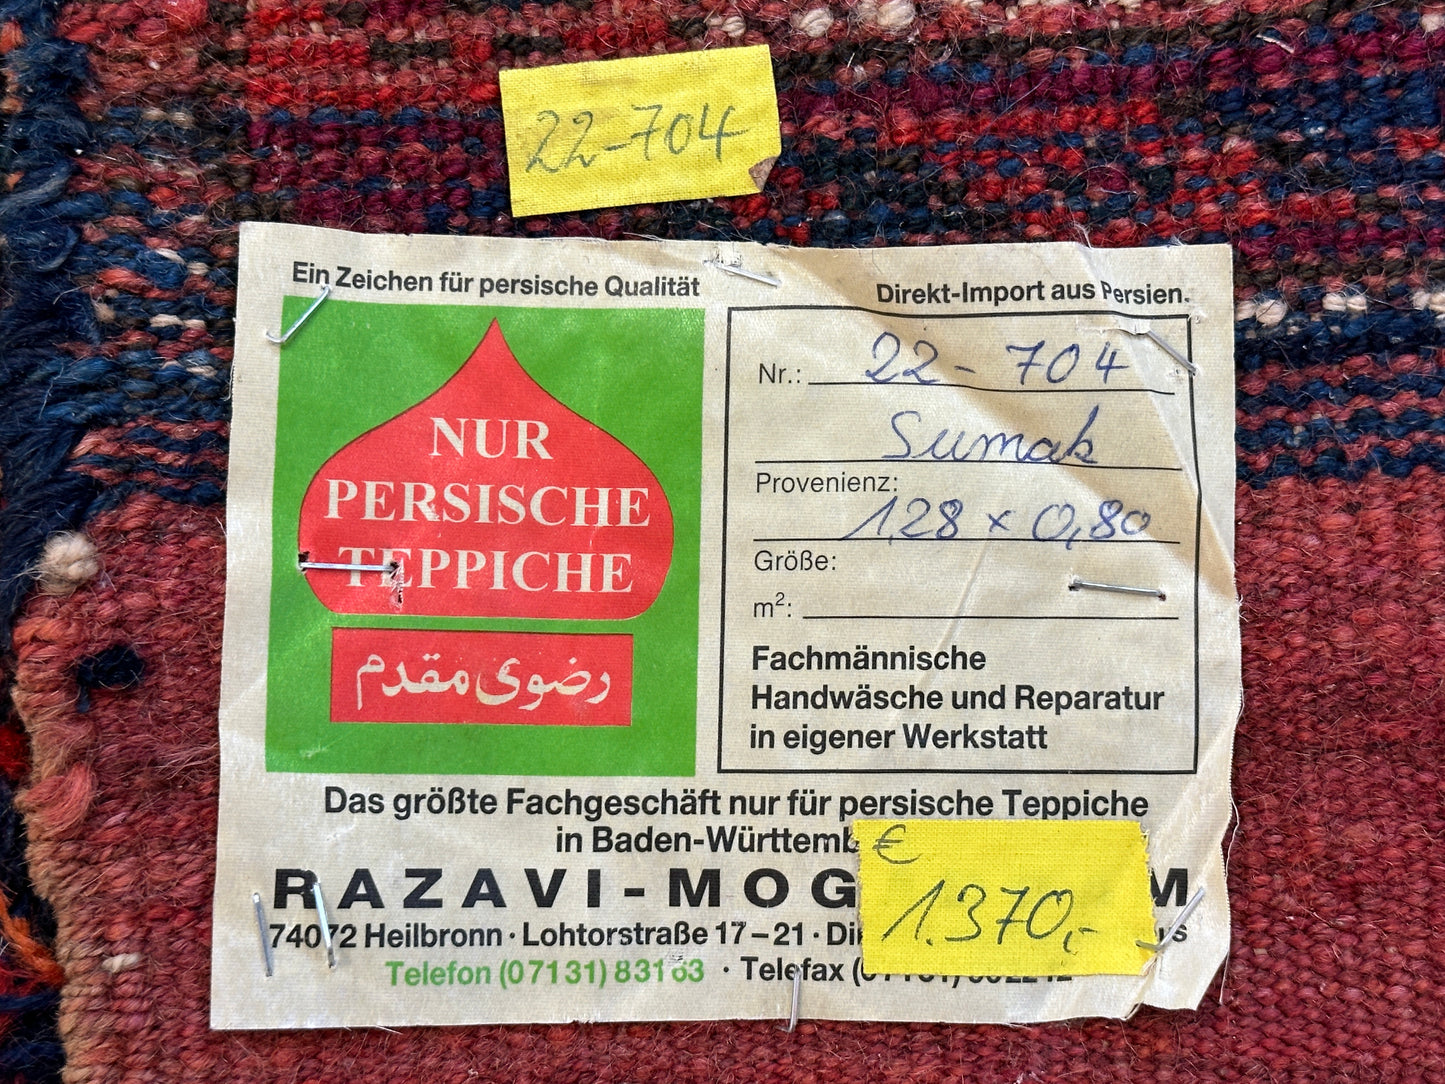 22-704
Ein Zeichen für persische Qualität
NUR
PERSISCHE
TEPPICHE
رضوی مقدم
Direkt-Import aus Persien.
Nr.: 22-704
Sumak
Provenienz:
1,28 x 0,80
Größe:
m²:
Fachmännische
Handwäsche und Reparatur
in eigener Werkstatt
Das größte Fachgeschäft nur für persische Teppiche
in Baden-Württemb
RAZAVI-MOG M
74072 Heilbronn · Lohtorstraße 17–21 ·
Telefon (07131) 83163 · Telefax
€
1.370,-